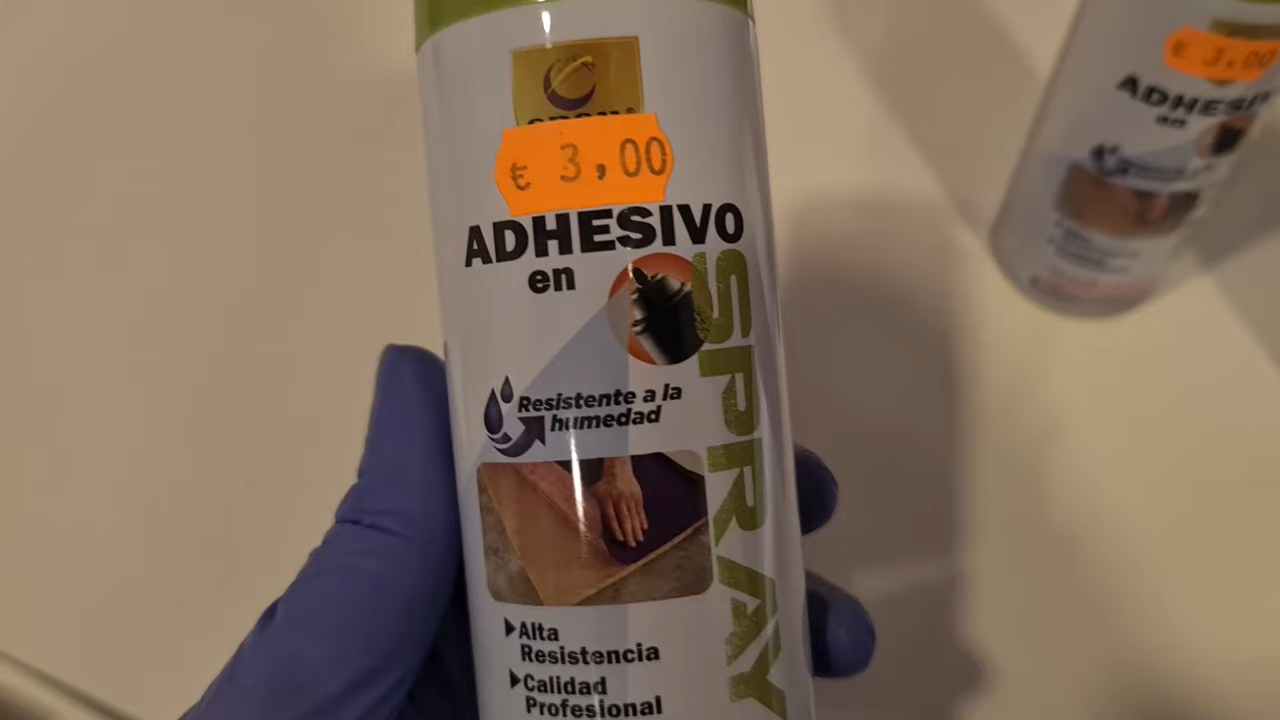 € 3,00
ADHESIVO
en
SPRAY
Resistente a la
humedad
Alta
Resistencia
Calidad
Profesional
€ 3,00
ADHESIVO
en